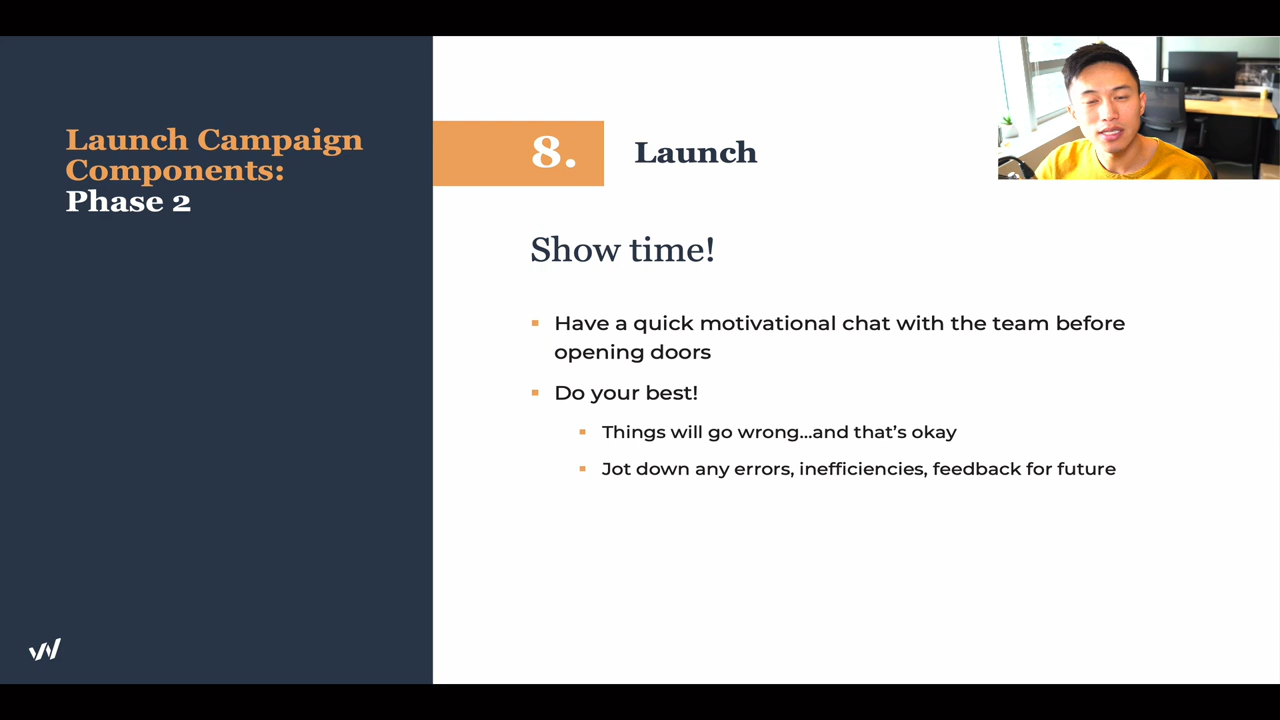 Launch Campaign
Components:
Phase 2
8.
Launch
Show time!
Have a quick motivational chat with the team before
opening doors
Do your best!
Things will go wrong...and that's okay
Jot down any errors, inefficiencies, feedback for future